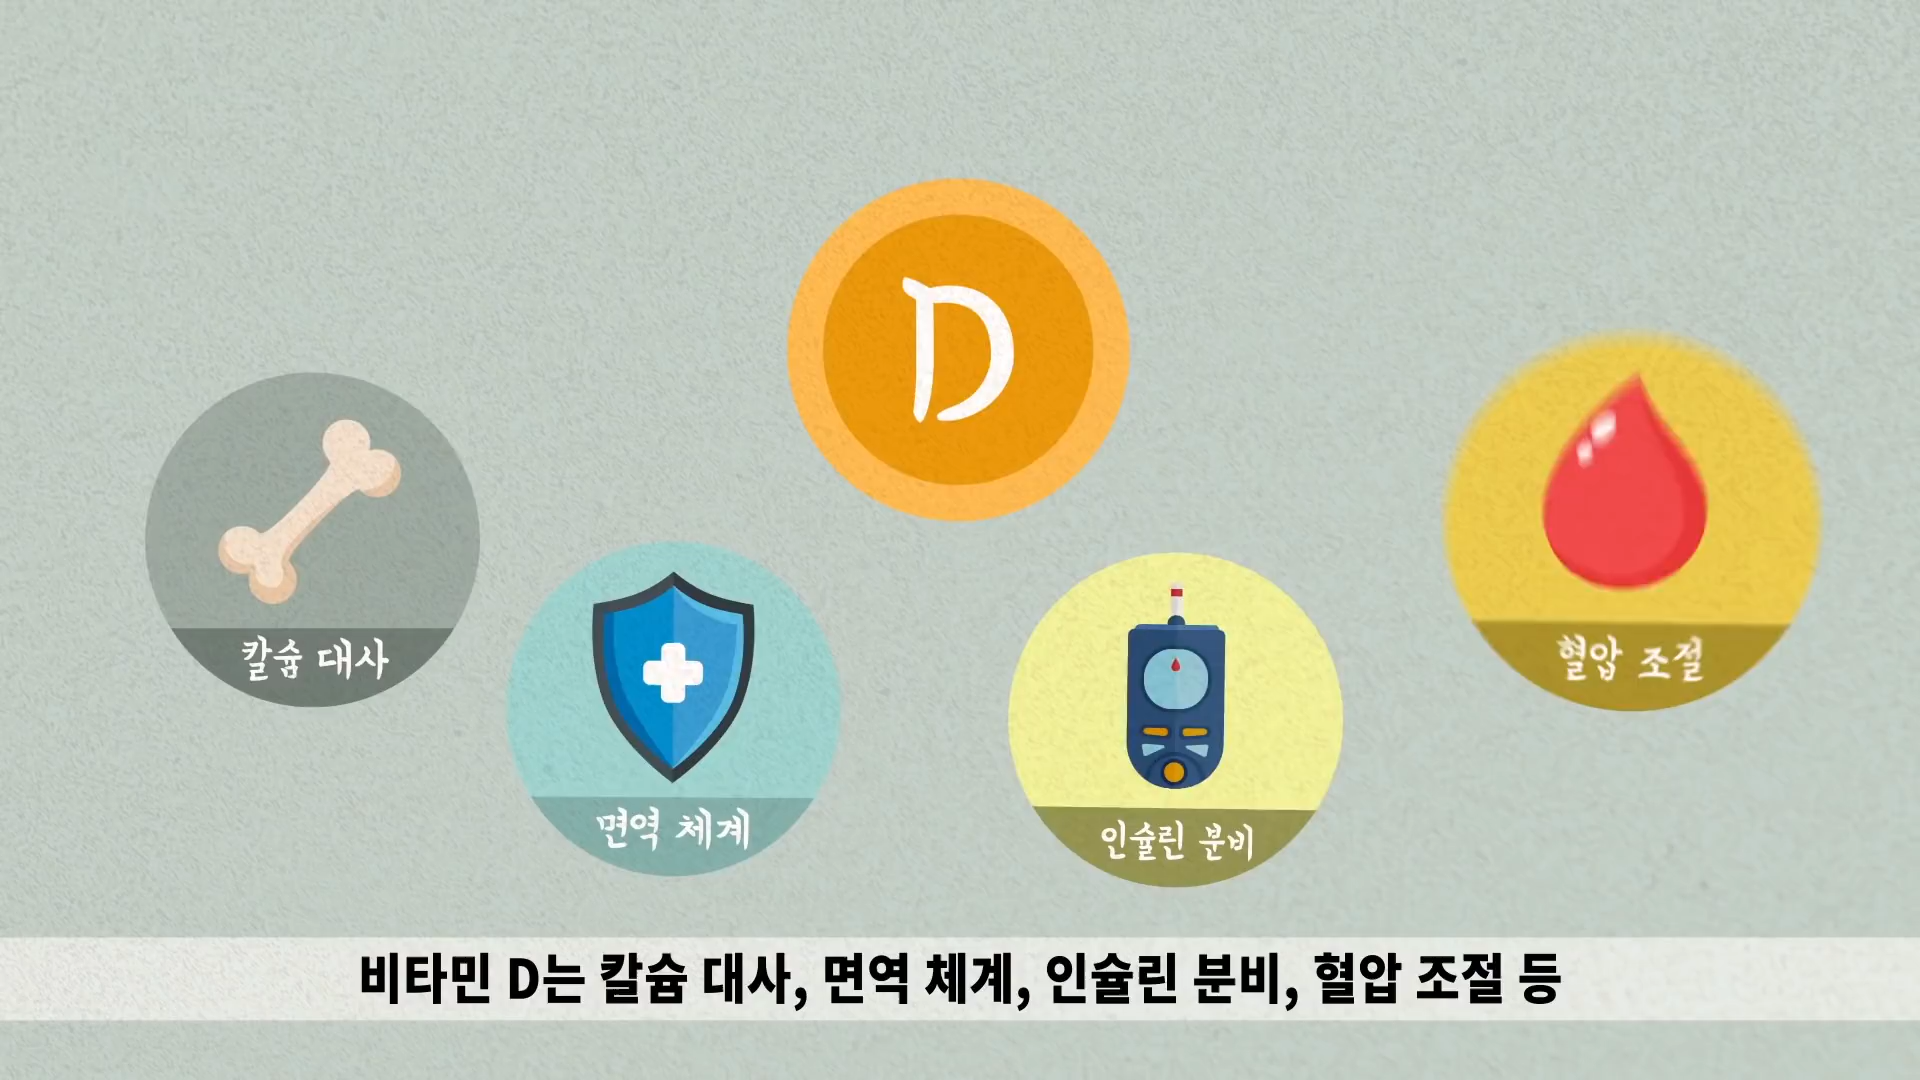 D
칼슘 대사
면역 체계
인슐린 분비
혈압 조절
비타민 D는 칼슘 대사, 면역 체계, 인슐린 분비, 혈압 조절 등